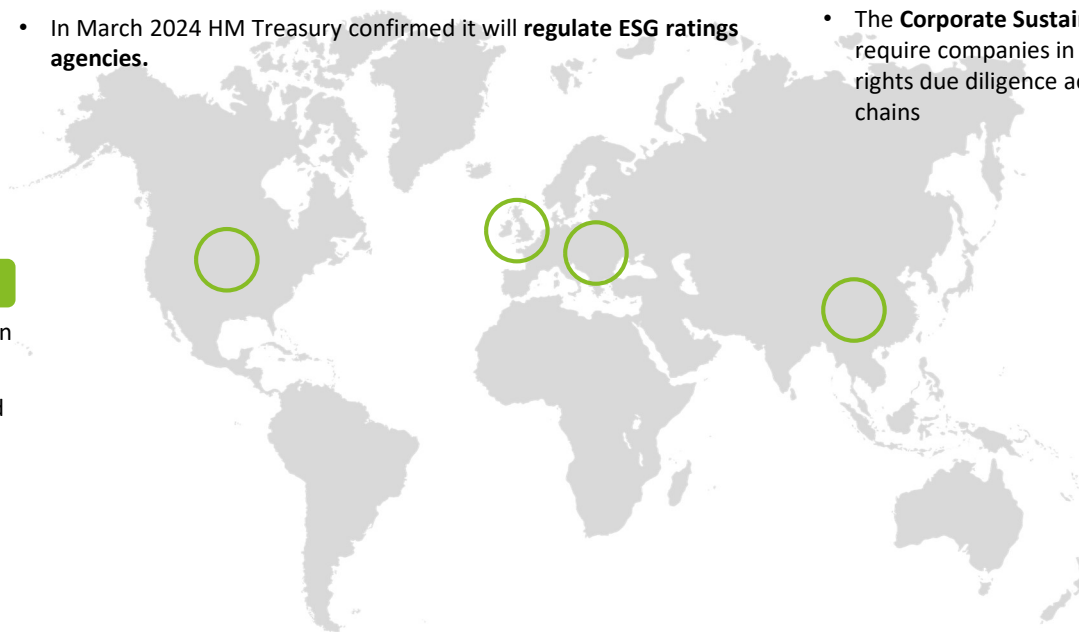 • In March 2024 HM Treasury confirmed it will regulate ESG ratings
agencies.
• The Corporate
require companies in
rights due diligence
chains